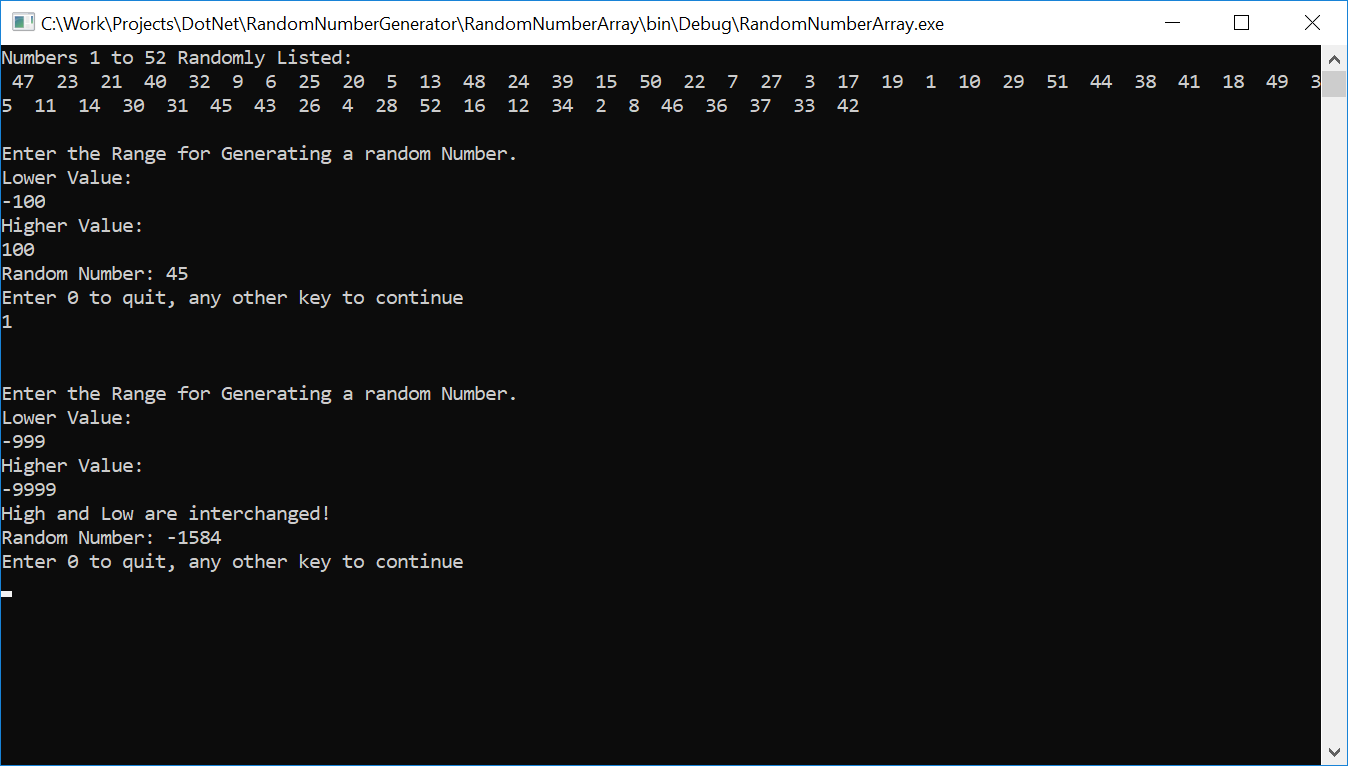 C:\Work\Projects\DotNet\RandomNumberGenerator\RandomNumberArray\bin\Debug\RandomNumberArray.exe
Numbers 1 to 52 Randomly Listed:
47 23 21 40 32 9 6 25 20 5 13 48 24 39 15 50 22 7 27 3 17 19 1 10 29 51 44 38 41 18 49 3
5 11 14 30 31 45 43 26 4 28 52 16 12 34 2 8 46 36 37 33 42
Enter the Range for Generating a random Number.
Lower Value:
-100
Higher Value:
100
Random Number: 45
Enter 0 to quit, any other key to continue
1
Enter the Range for Generating a random Number.
Lower Value:
-999
Higher Value:
-9999
High and Low are interchanged!
Random Number: -1584
Enter 0 to quit, any other key to continue